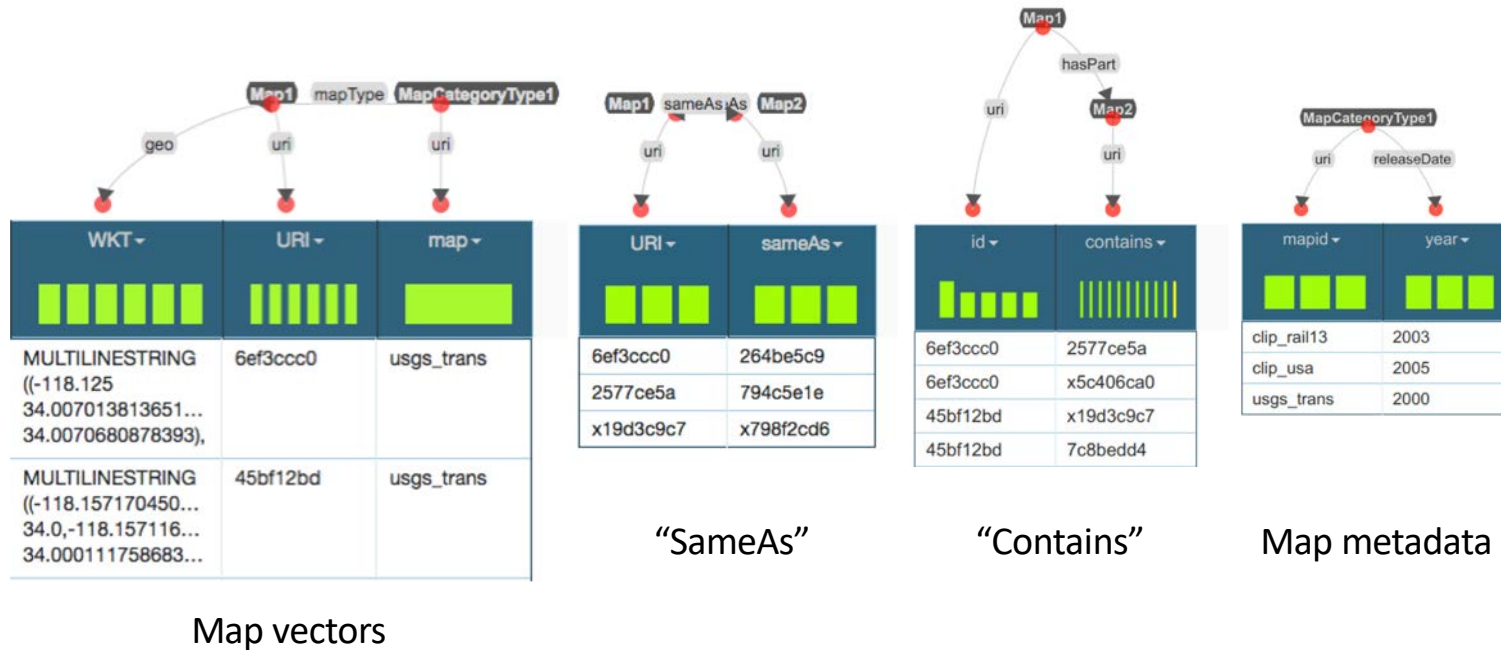 Map1 mapType MapCategoryType1
geo uri uri
WKT URI map
MULTILINESTRING 6ef3ccc0 usgs_trans
((-118.125
34.007013813651...
34.0070680878393),
MULTILINESTRING 45bf12bd usgs_trans
((-118.157170450...
34.0,-118.157116...
34.000111758683...
Map vectors
Map1 sameAs As Map2
uri uri
URI sameAs
6ef3ccc0 264be5c9
2577ce5a 794c5e1e
x19d3c9c7 x798f2cd6
“SameAs”
Map1
hasPart
uri Map2
uri
id contains
6ef3ccc0 2577ce5a
6ef3ccc0 x5c406ca0
45bf12bd x19d3c9c7
45bf12bd 7c8bedd4
“Contains”
MapCategoryType1
uri releaseDate
mapid year
clip_rail13 2003
clip_usa 2005
usgs_trans 2000
Map metadata